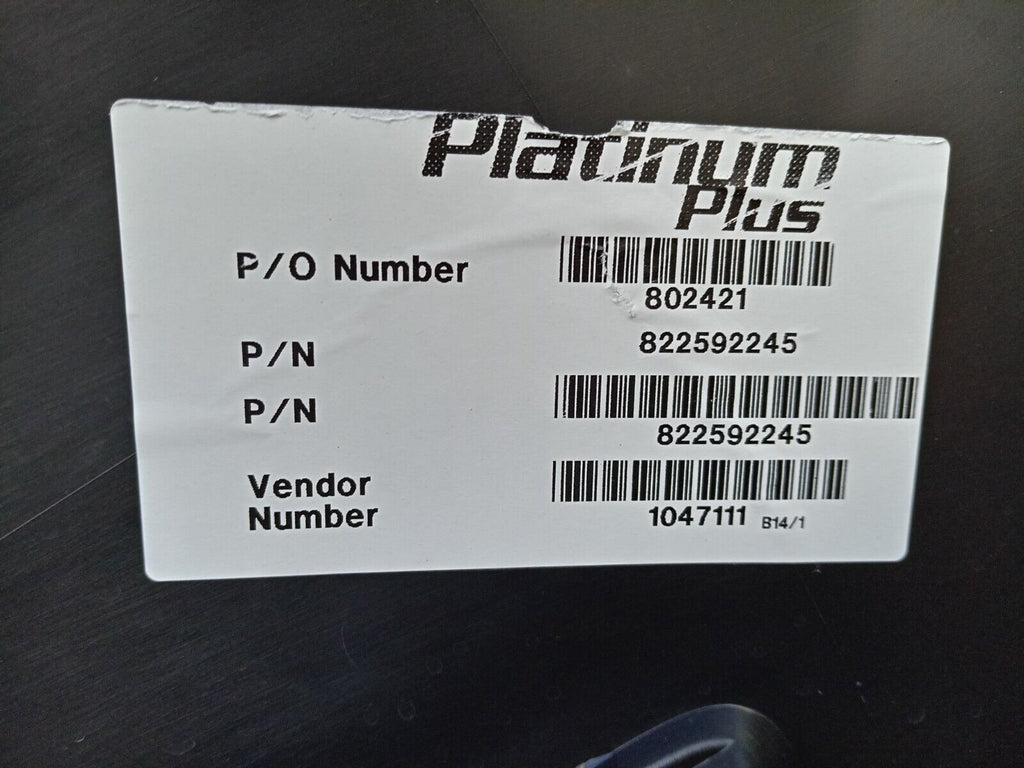 Platinum
Plus
P/O Number
802421
P/N 822592245
P/N
822592245
Vendor
Number
1047111 B14/1